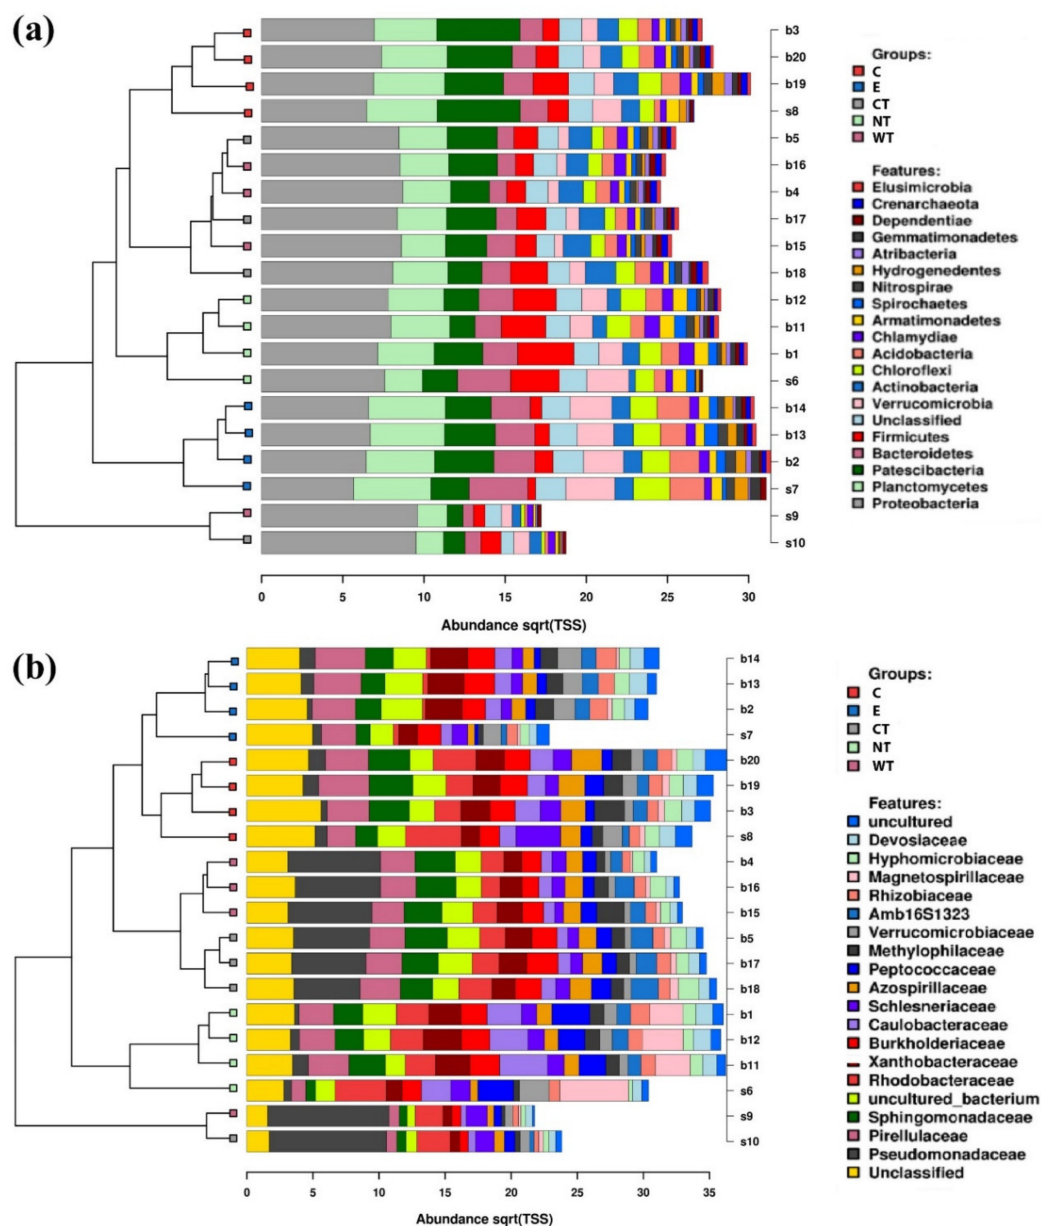 (a)
b3
b20
b19
s8
b5
b16
b4
b17
b15
b18
b12
b11
b1
s6
b14
b13
b2
s7
s9
s10
0 5 10 15 20 25 30
Abundance sqrt(TSS)
Groups:
C
E
CT
NT
WT
Features:
Elusimicrobia
Crenarchaeota
Dependentiae
Gemmatimonadetes
Atribacteria
Hydrogenedentes
Nitrospirae
Spirochaetes
Armatimonadetes
Chlamydiae
Acidobacteria
Chloroflexi
Actinobacteria
Verrucomicrobia
Unclassified
Firmicutes
Bacteroidetes
Patescibacteria
Planctomycetes
Proteobacteria
(b)
b14
b13
b2
s7
b20
b19
b3
s8
b4
b16
b15
b5
b17
b18
b1
b12
b11
s6
s9
s10
0 5 10 15 20 25 30 35
Abundance sqrt(TSS)
Groups:
C
E
CT
NT
WT
Features:
uncultured
Devosiaceae
Hyphomicrobiaceae
Magnetospirillaceae
Rhizobiaceae
Amb16S1323
Verrucomicrobiaceae
Methylophilaceae
Peptococcaceae
Azospirillaceae
Schlesneriaceae
Caulobacteraceae
Burkholderiaceae
Xanthobacteraceae
Rhodobacteraceae
uncultured_bacterium
Sphingomonadaceae
Pirellulaceae
Pseudomonadaceae
Unclassified